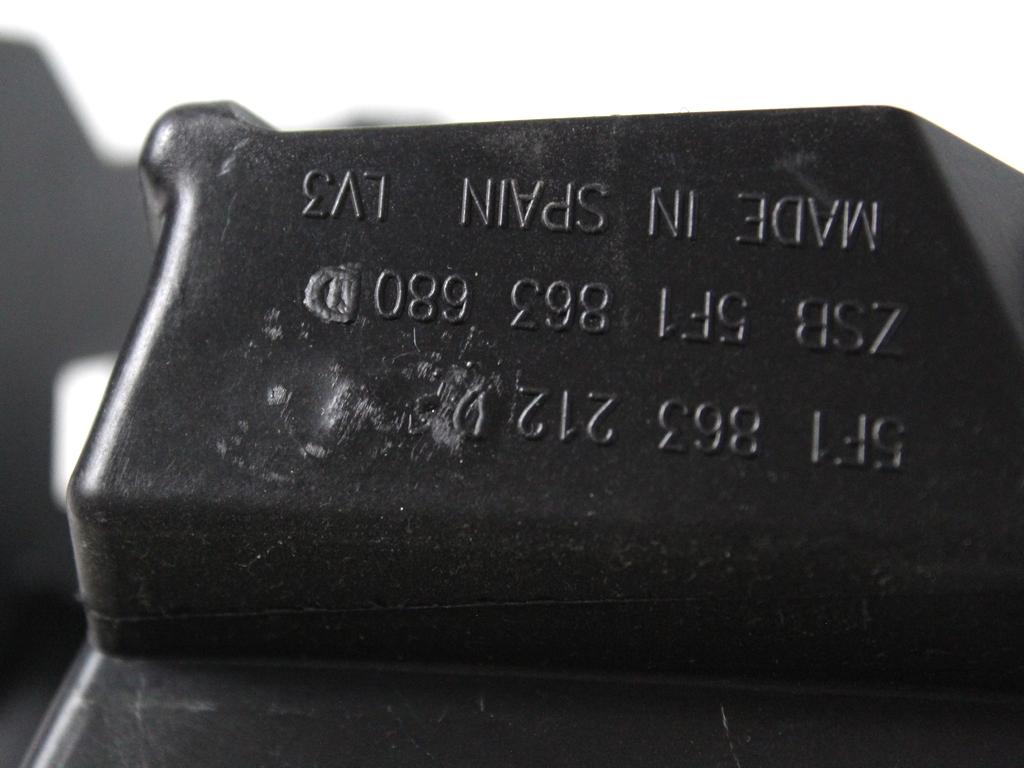 5F1 863 212
ZSB 5F1 863 680
MADE IN SPAIN LV3